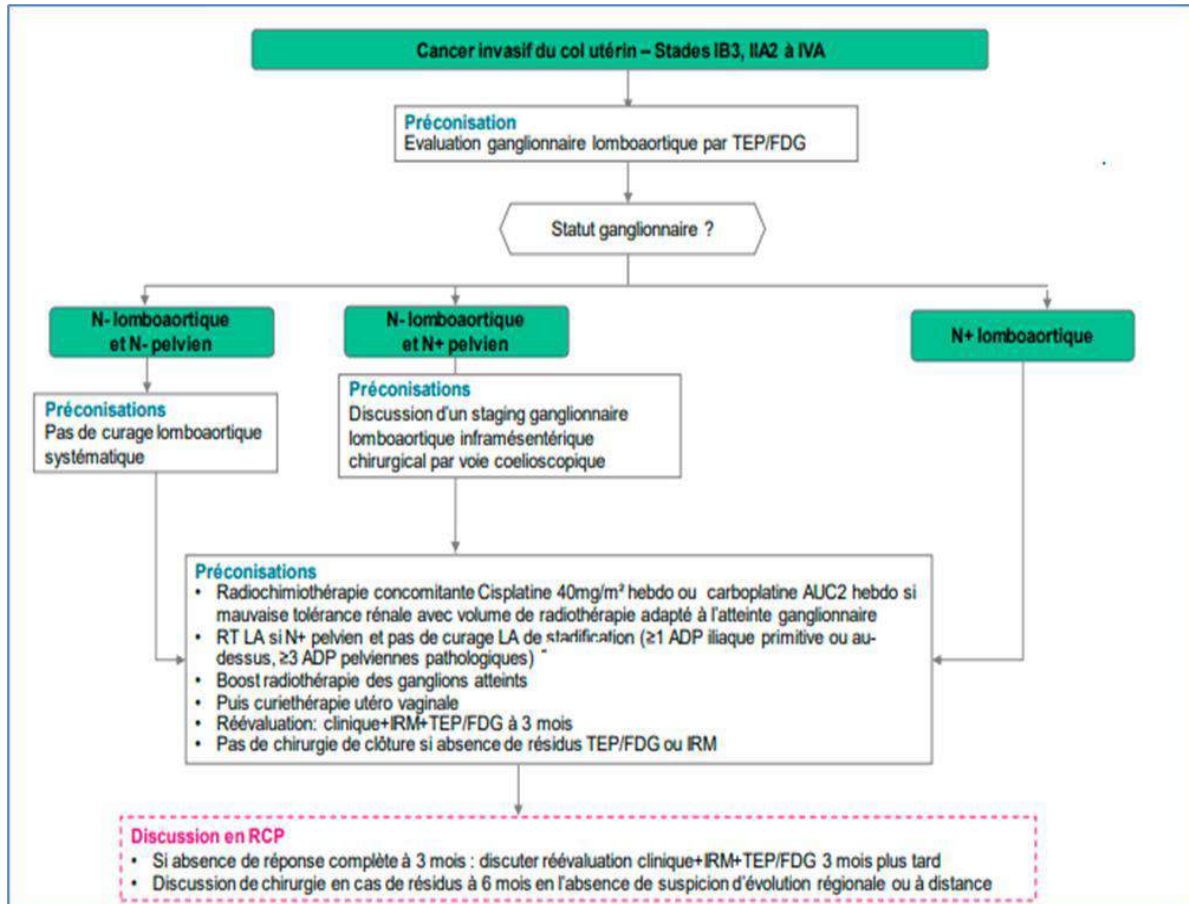 Cancer invasif du col utérin – Stades IB3, IIA2 à IVA
Préconisation
Evaluation ganglionnaire lomboaortique par TEP/FDG
Statut ganglionnaire ?
N- lomboaortique
et N- pelvien
N- lomboaortique
et N+ pelvien
N+ lomboaortique
Préconisations
Pas de curage lomboaortique
systématique
Préconisations
Discussion d'un staging ganglionnaire
lomboaortique inframésentérique
chirurgical par voie coelioscopique
Préconisations
• Radiochimiothérapie concomitante Cisplatine 40mg/m² hebdo ou carboplatine AUC2 hebdo si
mauvaise tolérance rénale avec volume de radiothérapie adapté à l'atteinte ganglionnaire
• RT LA si N+ pelvien et pas de curage LA de stadification (≥1 ADP iliaque primitive ou au-
dessus, ≥3 ADP pelviennes pathologiques)
• Boost radiothérapie des ganglions atteints
• Puis curiethérapie utéro vaginale
• Réévaluation: clinique+IRM+TEP/FDG à 3 mois
• Pas de chirurgie de clôture si absence de résidus TEP/FDG ou IRM
Discussion en RCP
• Si absence de réponse complète à 3 mois : discuter réévaluation clinique+IRM+TEP/FDG 3 mois plus tard
• Discussion de chirurgie en cas de résidus à 6 mois en l'absence de suspicion d'évolution régionale ou à distance